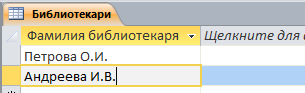 Библиотекари
Фамилия библиотекаря Щелкните для
Петрова О.И.
Андреева И.В.